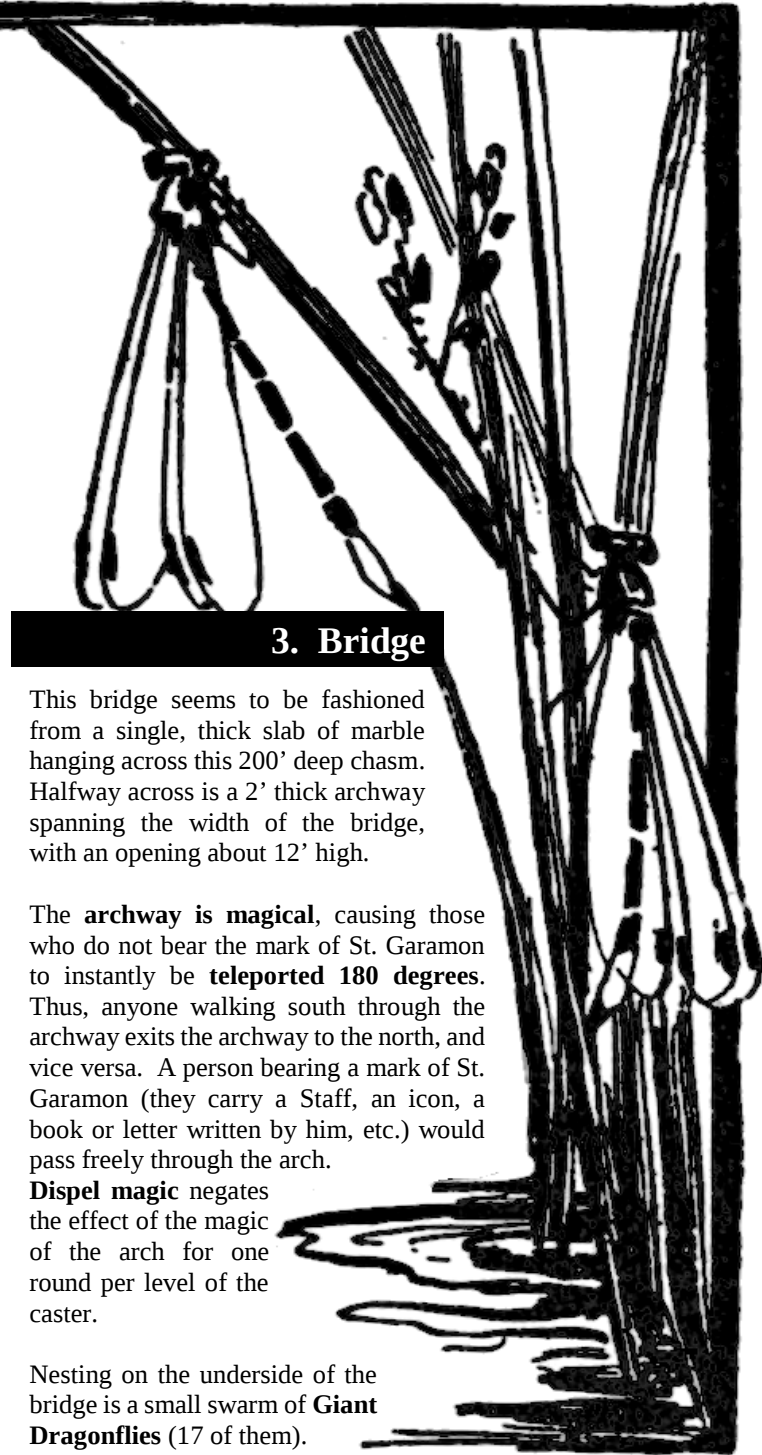 3. Bridge
This bridge seems to be fashioned
from a single, thick slab of marble
hanging across this 200’ deep chasm.
Halfway across is a 2’ thick archway
spanning the width of the bridge,
with an opening about 12’ high.
The archway is magical, causing those
who do not bear the mark of St. Garamon
to instantly be teleported 180 degrees.
Thus, anyone walking south through the
archway exits the archway to the north, and
vice versa. A person bearing a mark of St.
Garamon (they carry a Staff, an icon, a
book or letter written by him, etc.) would
pass freely through the arch.
Dispel magic negates
the effect of the magic
of the arch for one
round per level of the
caster.
Nesting on the underside of the
bridge is a small swarm of Giant
Dragonflies (17 of them).